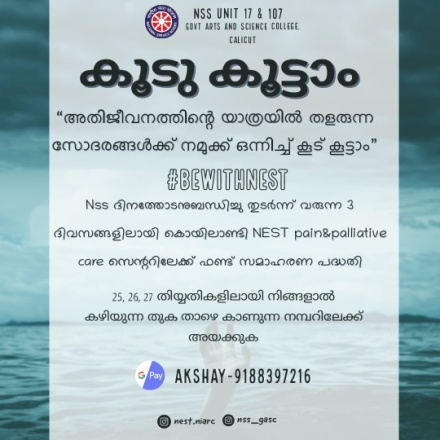 NSS UNIT 17 & 107
GOVT ARTS AND SCIENCE COLLEGE,
CALICUT
കൂടു കൂട്ടാം
“അതിജീവനത്തിന്റെ യാത്രയിൽ തളരുന്ന
സോദരങ്ങൾക്ക് നമുക്ക് ഒന്നിച്ച് കൂട് കൂട്ടാം”
#BEWITHNEST
Nss ദിനത്തോടനുബന്ധിച്ചു തുടർന്ന് വരുന്ന 3
ദിവസങ്ങളിലായി കൊയിലാണ്ടി NEST pain&palliative
care സെന്ററിലേക്ക് ഫണ്ട് സമാഹരണ പദ്ധതി
25, 26, 27 തിയ്യതികളിലായി നിങ്ങളാൽ
കഴിയുന്ന തുക താഴെ കാണുന്ന നമ്പറിലേക്ക്
അയക്കുക
G Pay AKSHAY-9188397216
nest.niarc nss_gasc